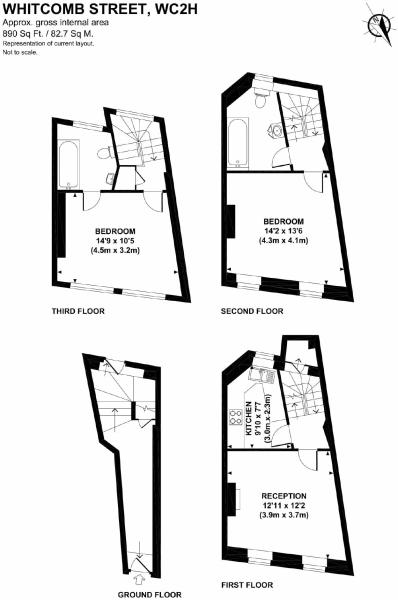 WHITCOMB STREET, WC2H
Approx. gross internal area
890 Sq Ft. / 82.7 Sq M.
Representation of current layout.
Not to scale.
BEDROOM
14'9 x 10'5
(4.5m x 3.2m)
THIRD FLOOR
BEDROOM
14'2 x 13'6
(4.3m x 4.1m)
SECOND FLOOR
GROUND FLOOR
KITCHEN
9'10 x 7'7
(3.0m x 2.3m)
RECEPTION
12'11 x 12'2
(3.9m x 3.7m)
FIRST FLOOR